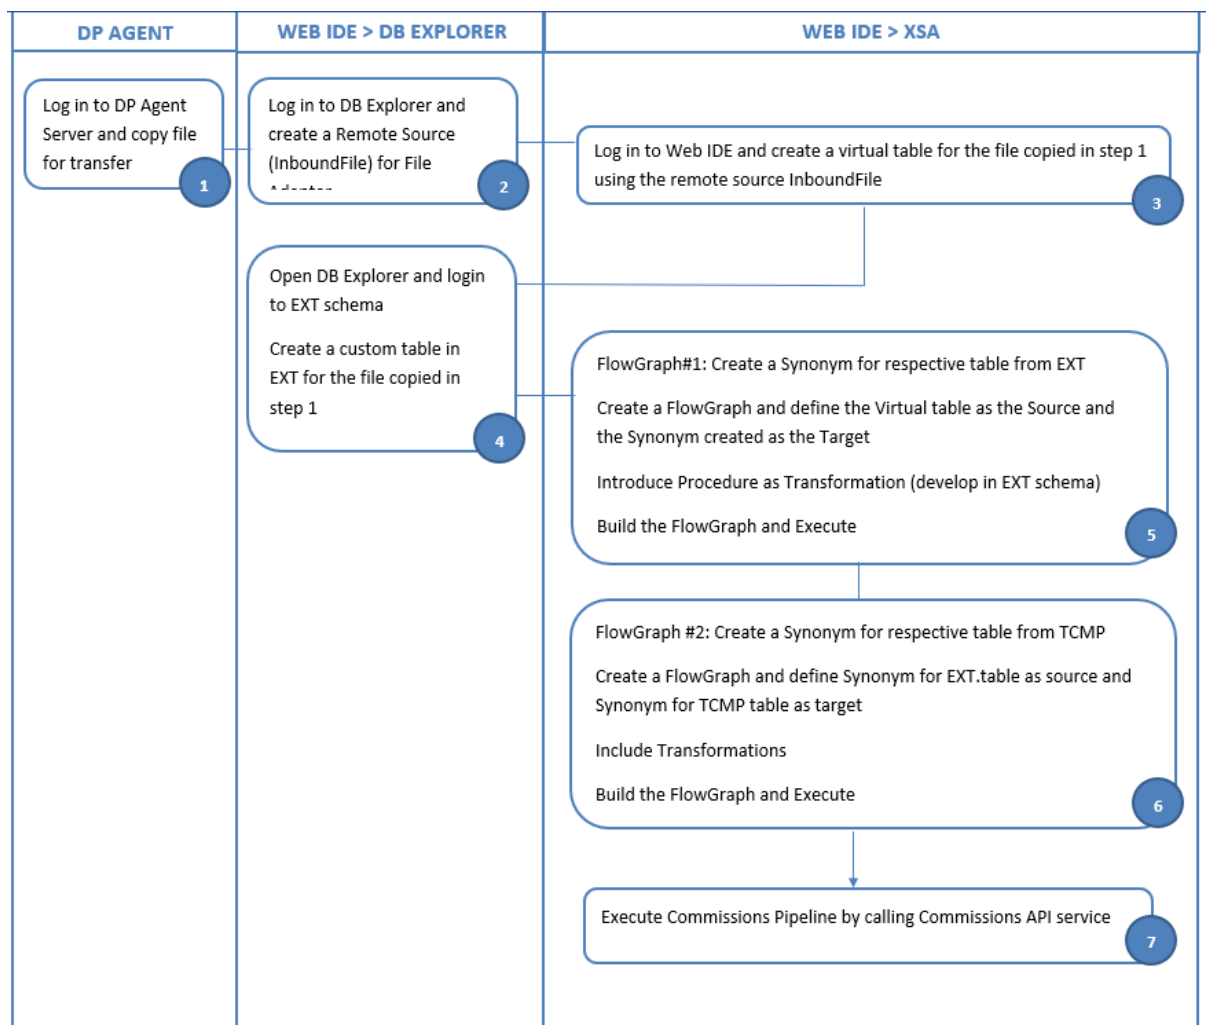 DP AGENT
WEB IDE > DB EXPLORER
WEB IDE > XSA
Log in to DP Agent
Server and copy file
for transfer
1
Log in to DB Explorer and
create a Remote Source
(InboundFile) for File
2
Log in to Web IDE and create a virtual table for the file copied in step 1
using the remote source InboundFile
3
Open DB Explorer and login
to EXT schema
Create a custom table in
EXT for the file copied in
step 1
4
FlowGraph#1: Create a Synonym for respective table from EXT
Create a FlowGraph and define the Virtual table as the Source and
the Synonym created as the Target
Introduce Procedure as Transformation (develop in EXT schema)
Build the FlowGraph and Execute
5
FlowGraph #2: Create a Synonym for respective table from TCMP
Create a FlowGraph and define Synonym for EXT.table as source and
Synonym for TCMP table as target
Include Transformations
Build the FlowGraph and Execute
6
Execute Commissions Pipeline by calling Commissions API service
7